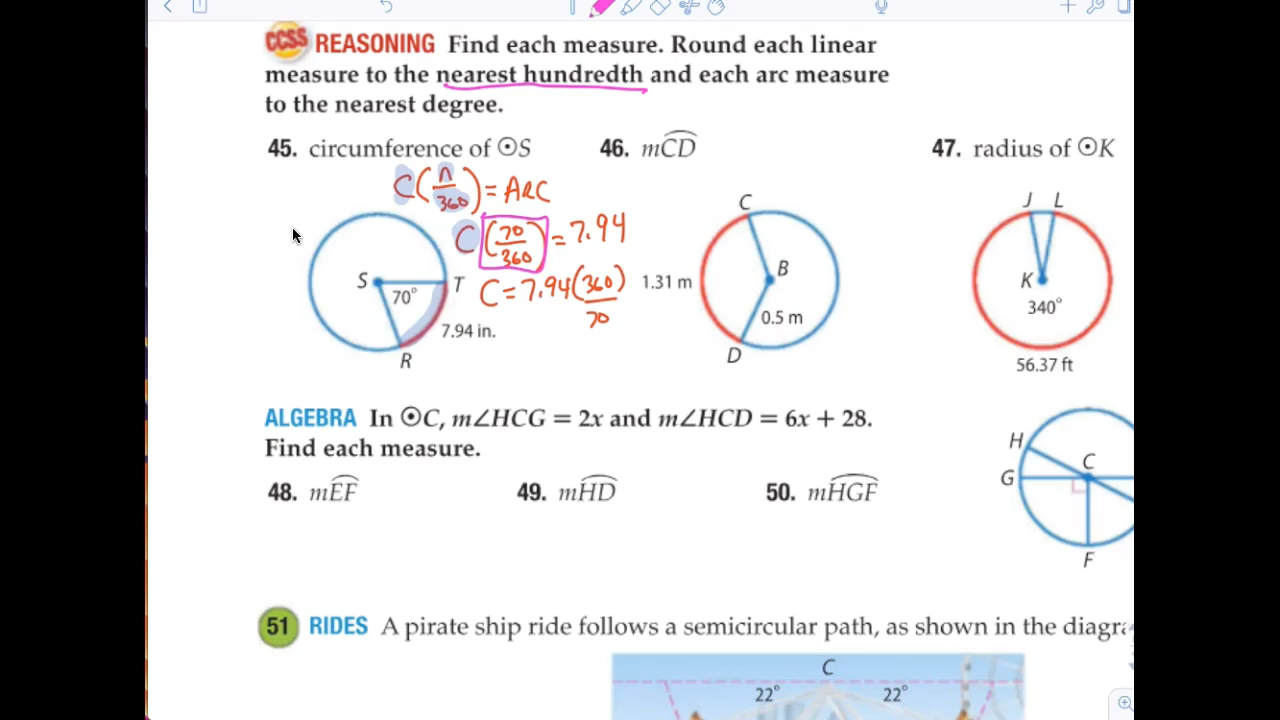 CCSS REASONING Find each measure. Round each linear
measure to the nearest hundredth and each arc measure
to the nearest degree.
45. circumference of ⊙S
46. mCD
47. radius of ⊙K
C(n/360) = ARC
C(70/360) = 7.94
C = 7.94(360/70)
S
T
70°
7.94 in.
R
C
B
1.31 m
0.5 m
D
J L
K
340°
56.37 ft
ALGEBRA In ⊙C, m∠HCG = 2x and m∠HCD = 6x + 28.
Find each measure.
48. mEF
49. mHD
50. mHGF
H
C
G
F
51 RIDES A pirate ship ride follows a semicircular path, as shown in the diagra
C
22° 22°